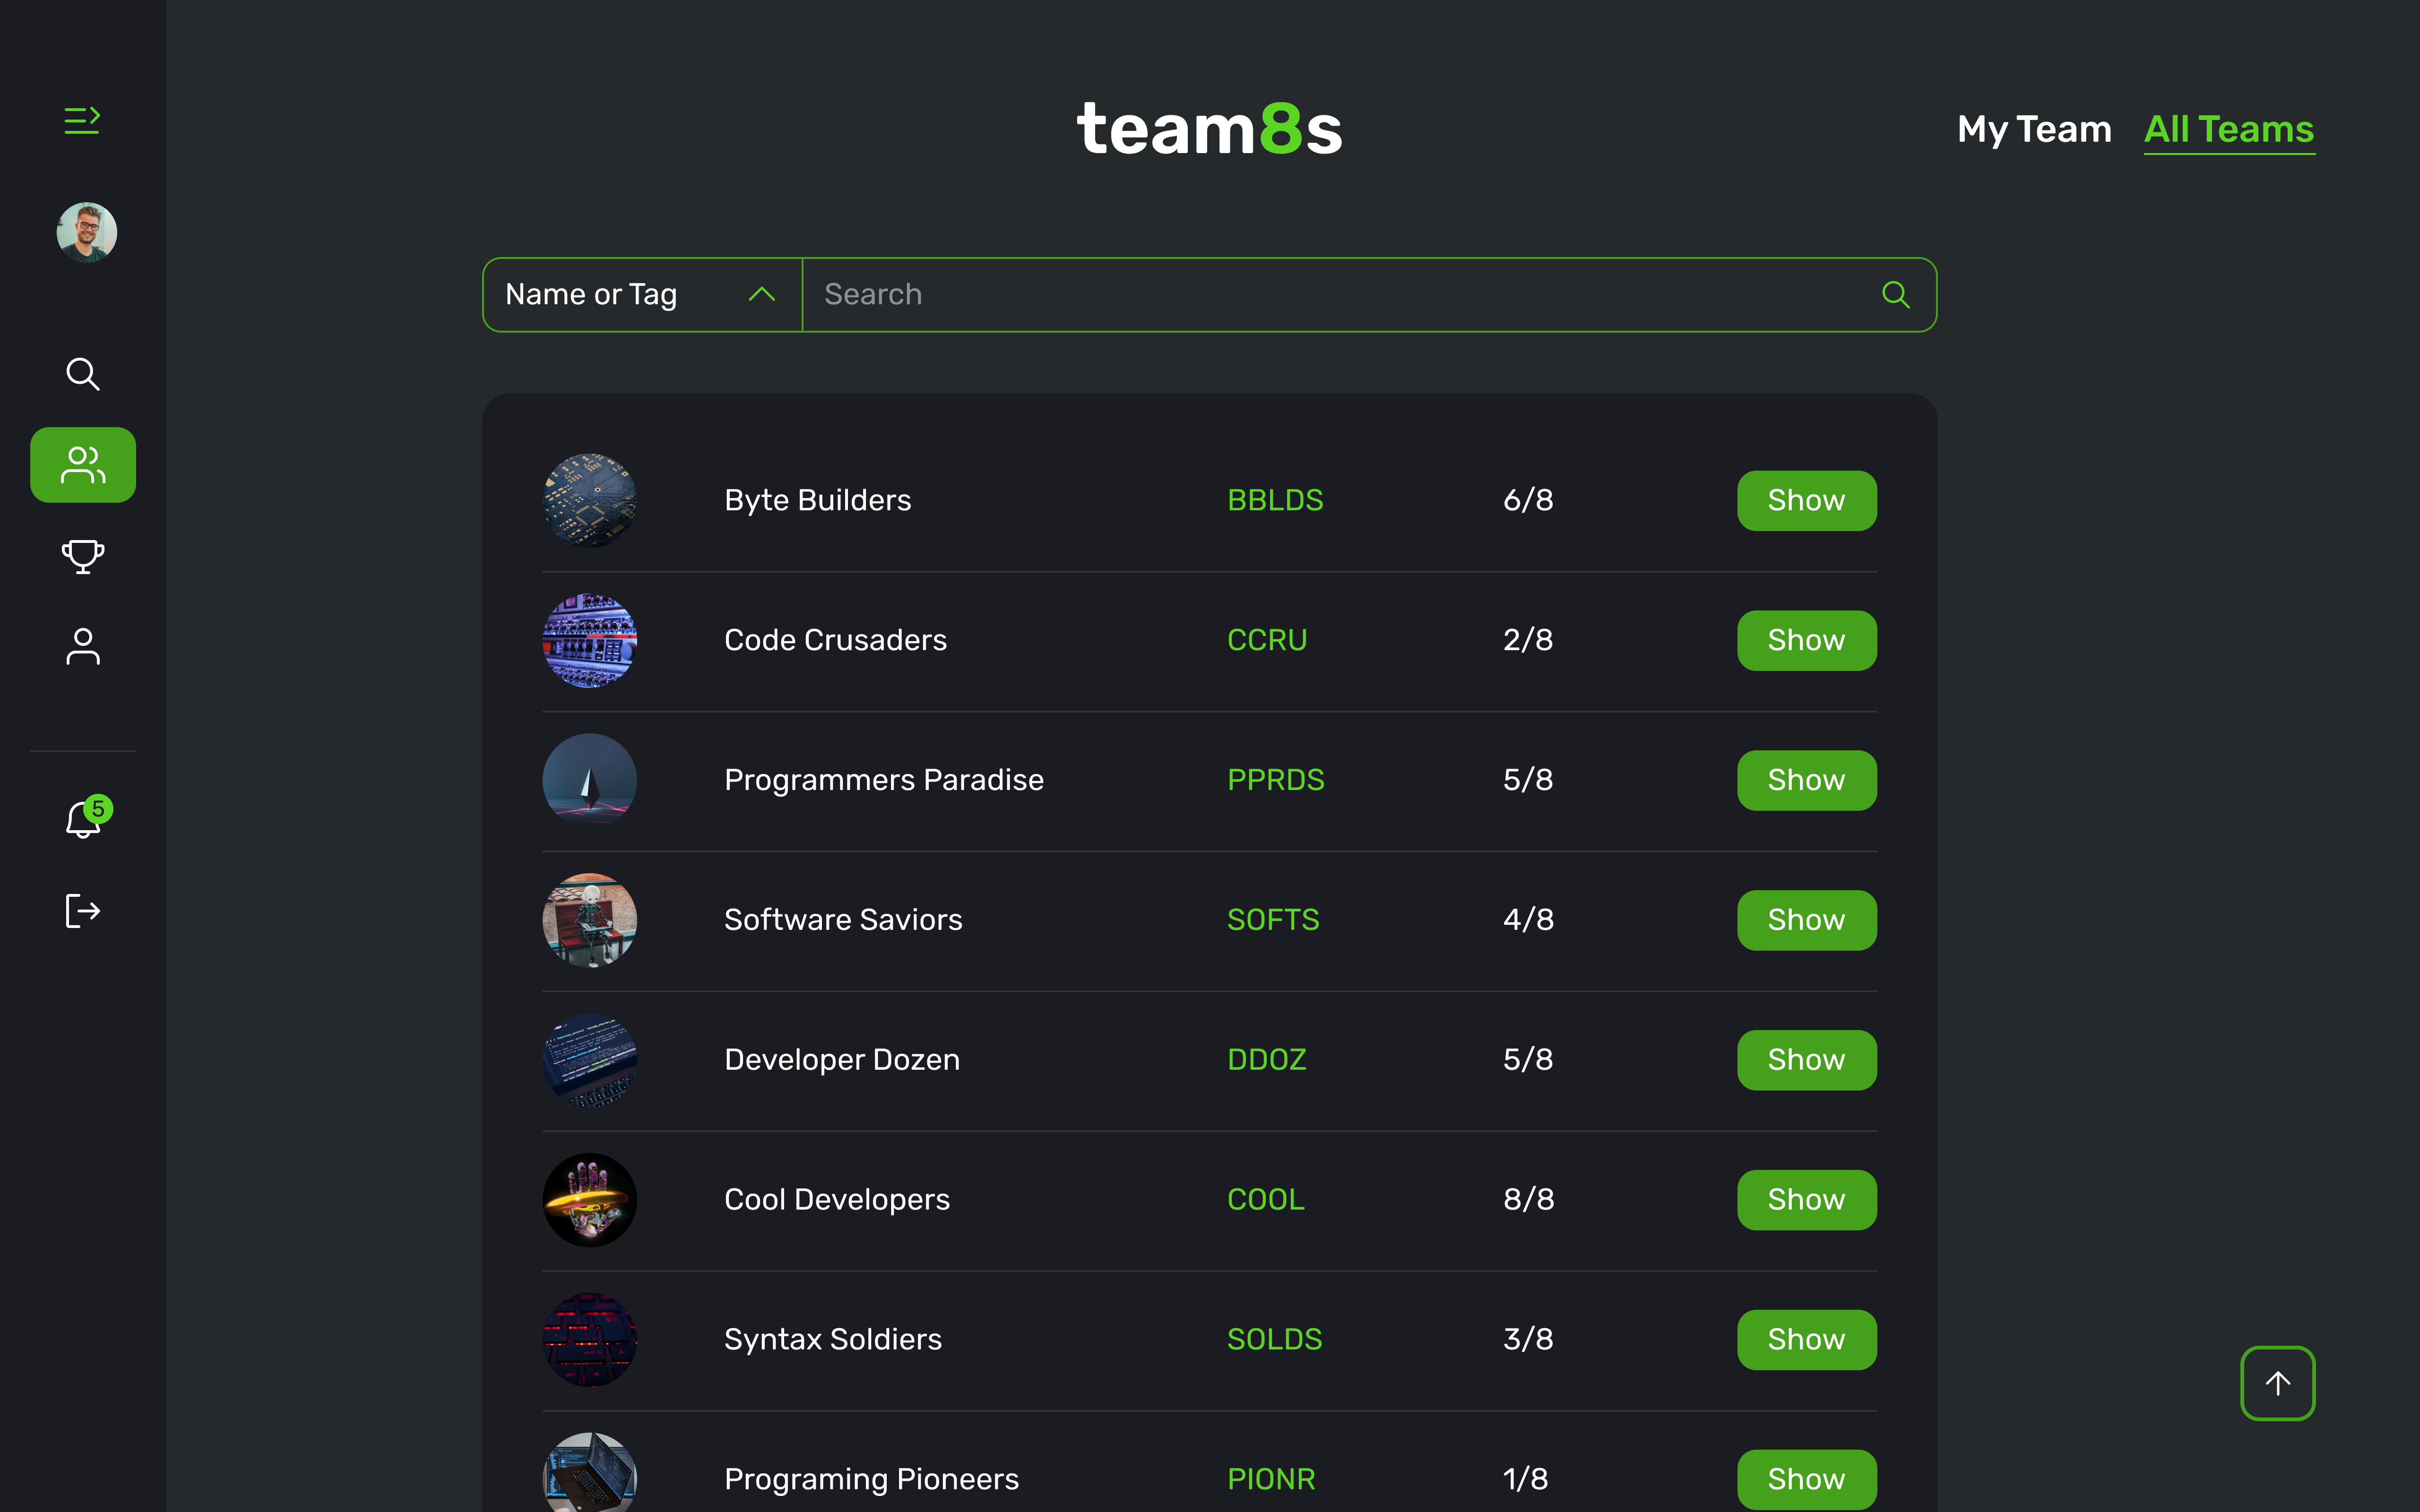 team8s
My Team All Teams
Name or Tag Search
Byte Builders BBLDS 6/8 Show
Code Crusaders CCRU 2/8 Show
Programmers Paradise PPRDS 5/8 Show
Software Saviors SOFTS 4/8 Show
5
Developer Dozen DDOZ 5/8 Show
Cool Developers COOL 8/8 Show
Syntax Soldiers SOLDS 3/8 Show
Programing Pioneers PIONR 1/8 Show